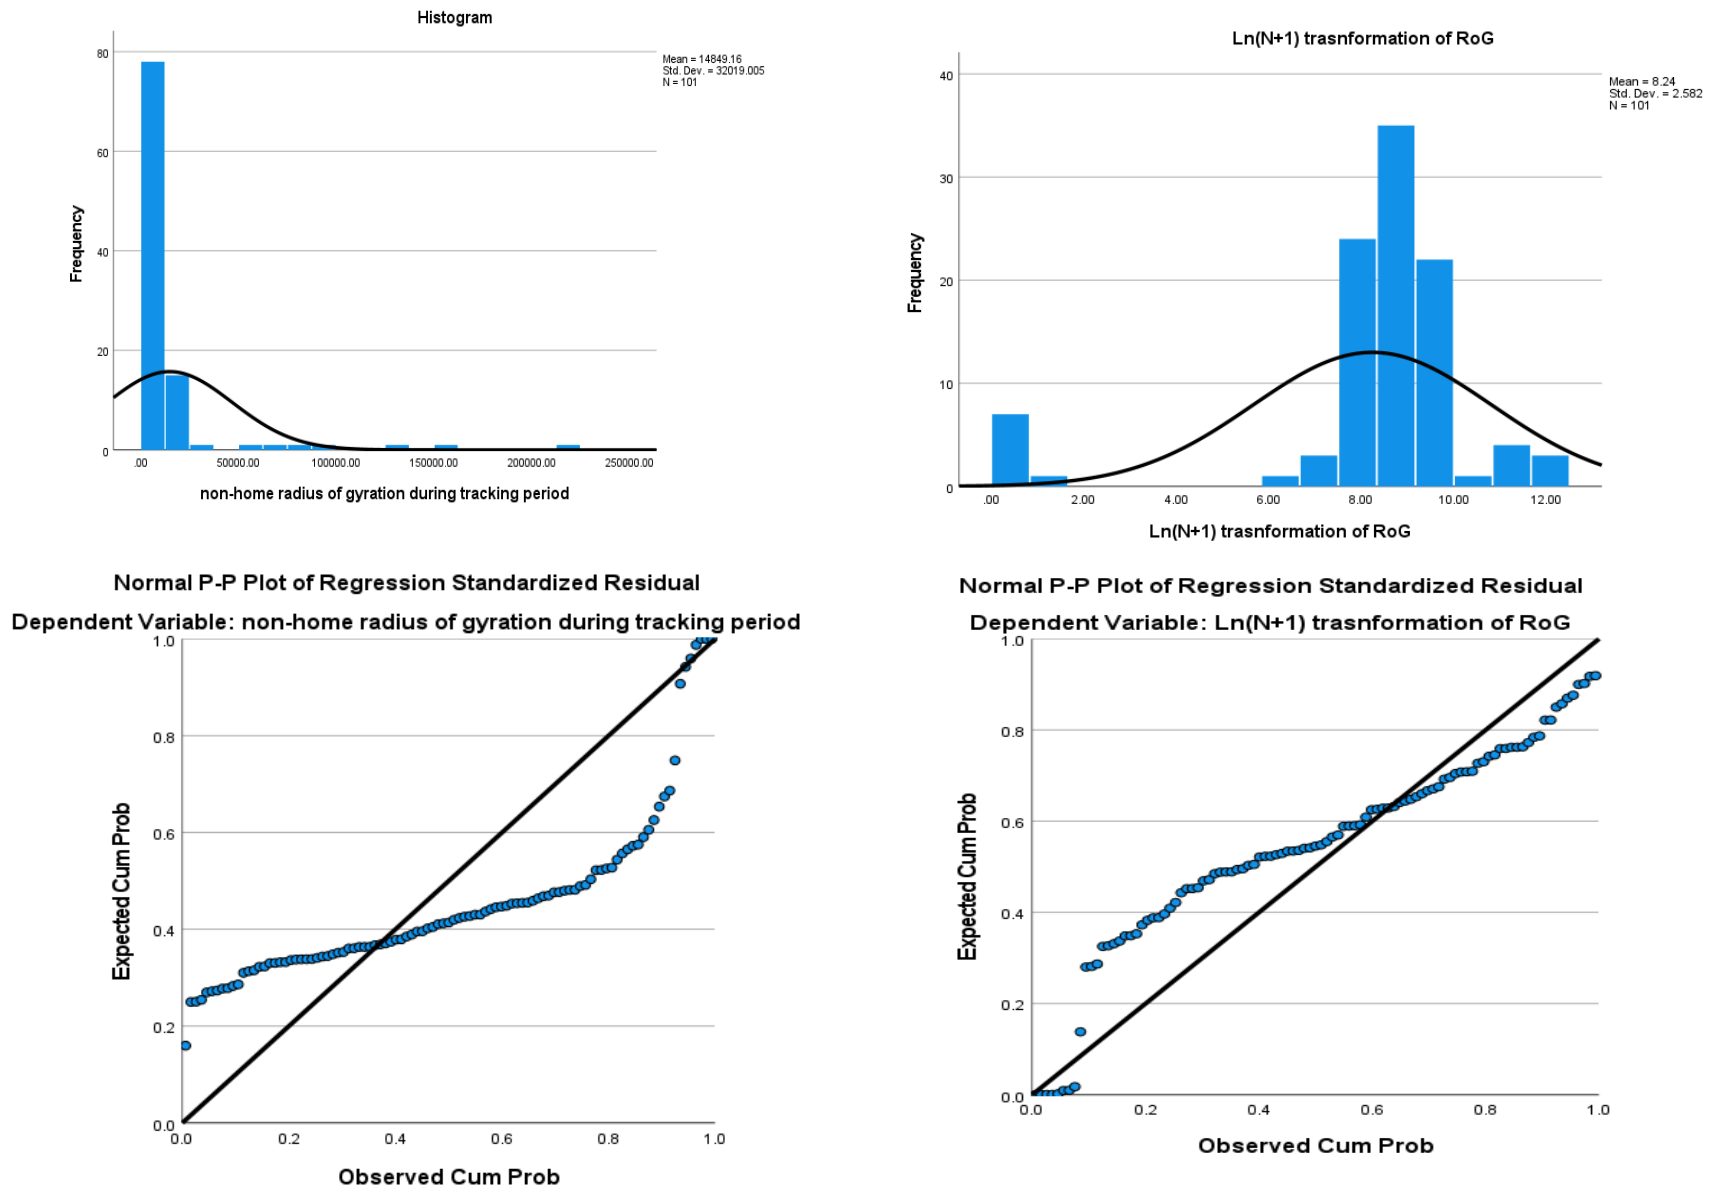 Histogram
80
60
40
20
0
Frequency
.00 50000.00 100000.00 150000.00 200000.00 250000.00
non-home radius of gyration during tracking period
Mean = 14849.16
Std. Dev. = 32019.005
N = 101
Ln(N+1) trasnformation of RoG
40
30
20
10
0
Frequency
.00 2.00 4.00 6.00 8.00 10.00 12.00
Ln(N+1) trasnformation of RoG
Mean = 8.24
Std. Dev. = 2.582
N = 101
Normal P-P Plot of Regression Standardized Residual
Dependent Variable: non-home radius of gyration during tracking period
1.0
0.8
0.6
0.4
0.2
0.0
Expected Cum Prob
0.0 0.2 0.4 0.6 0.8 1.0
Observed Cum Prob
Normal P-P Plot of Regression Standardized Residual
Dependent Variable: Ln(N+1) trasnformation of RoG
1.0
0.8
0.6
0.4
0.2
0.0
Expected Cum Prob
0.0 0.2 0.4 0.6 0.8 1.0
Observed Cum Prob